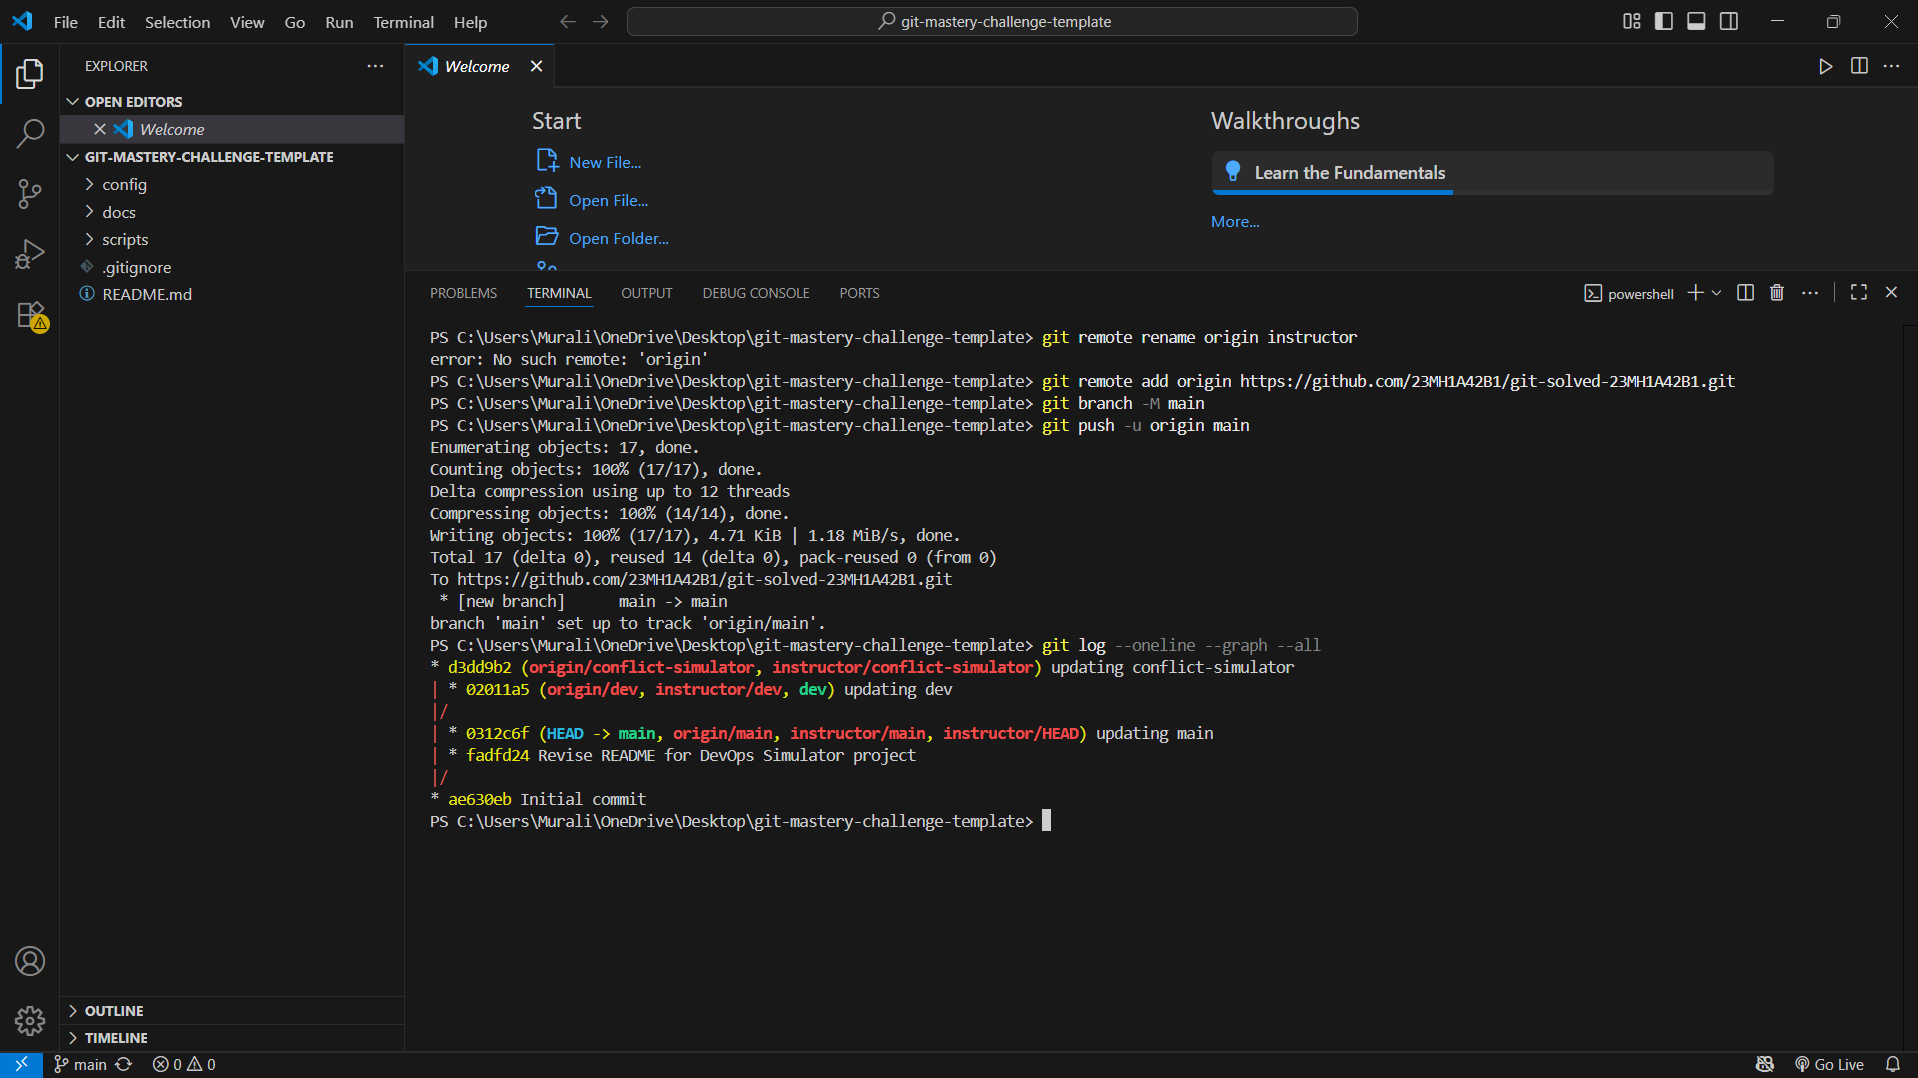 File Edit Selection View Go Run Terminal Help
git-mastery-challenge-template
EXPLORER
OPEN EDITORS
Welcome
GIT-MASTERY-CHALLENGE-TEMPLATE
config
docs
scripts
.gitignore
README.md
OUTLINE
TIMELINE
Welcome
Start
New File...
Open File...
Open Folder...
Walkthroughs
Learn the Fundamentals
More...
PROBLEMS TERMINAL OUTPUT DEBUG CONSOLE PORTS
powershell
PS C:\Users\Murali\OneDrive\Desktop\git-mastery-challenge-template> git remote rename origin instructor
error: No such remote: 'origin'
PS C:\Users\Murali\OneDrive\Desktop\git-mastery-challenge-template> git remote add origin https://github.com/23MH1A42B1/git-solved-23MH1A42B1.git
PS C:\Users\Murali\OneDrive\Desktop\git-mastery-challenge-template> git branch -M main
PS C:\Users\Murali\OneDrive\Desktop\git-mastery-challenge-template> git push -u origin main
Enumerating objects: 17, done.
Counting objects: 100% (17/17), done.
Delta compression using up to 12 threads
Compressing objects: 100% (14/14), done.
Writing objects: 100% (17/17), 4.71 KiB | 1.18 MiB/s, done.
Total 17 (delta 0), reused 14 (delta 0), pack-reused 0 (from 0)
To https://github.com/23MH1A42B1/git-solved-23MH1A42B1.git
* [new branch]      main -> main
branch 'main' set up to track 'origin/main'.
PS C:\Users\Murali\OneDrive\Desktop\git-mastery-challenge-template> git log --oneline --graph --all
* d3dd9b2 (origin/conflict-simulator, instructor/conflict-simulator) updating conflict-simulator
| * 02011a5 (origin/dev, instructor/dev, dev) updating dev
|/
| * 0312c6f (HEAD -> main, origin/main, instructor/main, instructor/HEAD) updating main
| * fadfd24 Revise README for DevOps Simulator project
|/
* ae630eb Initial commit
PS C:\Users\Murali\OneDrive\Desktop\git-mastery-challenge-template>
main 0 0 Go Live